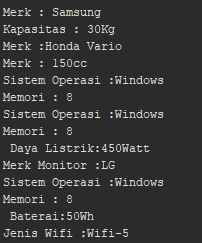 Merk : Samsung
Kapasitas : 30Kg
Merk :Honda Vario
Merk : 150cc
Sistem Operasi :Windows
Memori : 8
Sistem Operasi :Windows
Memori : 8
 Daya Listrik:450Watt
Merk Monitor :LG
Sistem Operasi :Windows
Memori : 8
 Baterai:50Wh
Jenis Wifi :Wifi-5